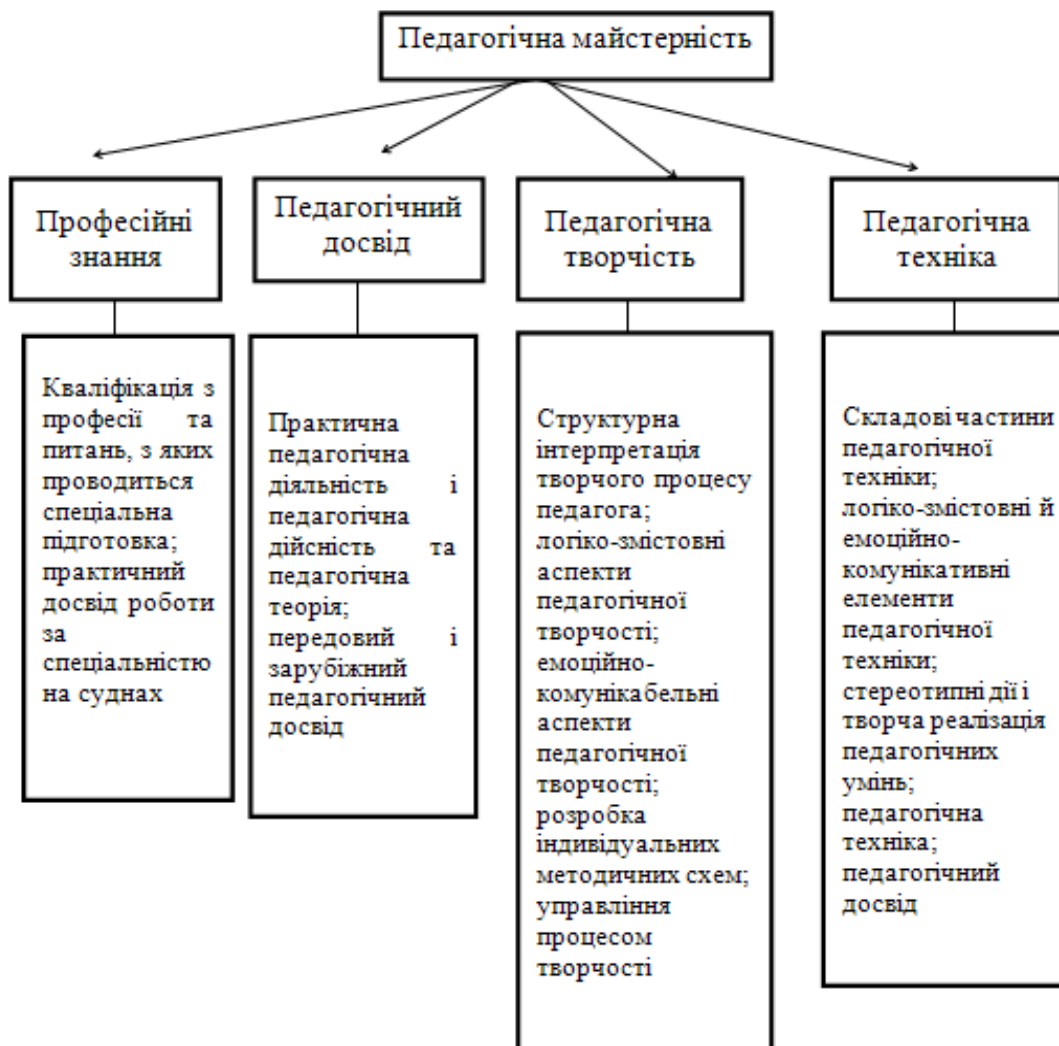 Педагогічна майстерність
Професійні
знання
Педагогічний
досвід
Педагогічна
творчість
Педагогічна
техніка
Кваліфікація з
професії та
питань, з яких
проводиться
спеціальна
підготовка;
практичний
досвід роботи
за
спеціальністю
на суднах
Практична
педагогічна
діяльність і
педагогічна
дійсність та
педагогічна
теорія;
передовий і
зарубіжний
педагогічний
досвід
Структурна
інтерпретація
творчого процесу
педагога;
логіко-змістовні
аспекти
педагогічної
творчості;
емоційно-
комунікабельні
аспекти
педагогічної
творчості;
розробка
індивідуальних
методичних схем;
управління
процесом
творчості
Складові частини
педагогічної
техніки;
логіко-змістовні й
емоційно-
комунікативні
елементи
педагогічної
техніки;
стереотипні дії і
творча реалізація
педагогічних
умінь;
педагогічна
техніка;
педагогічний
досвід